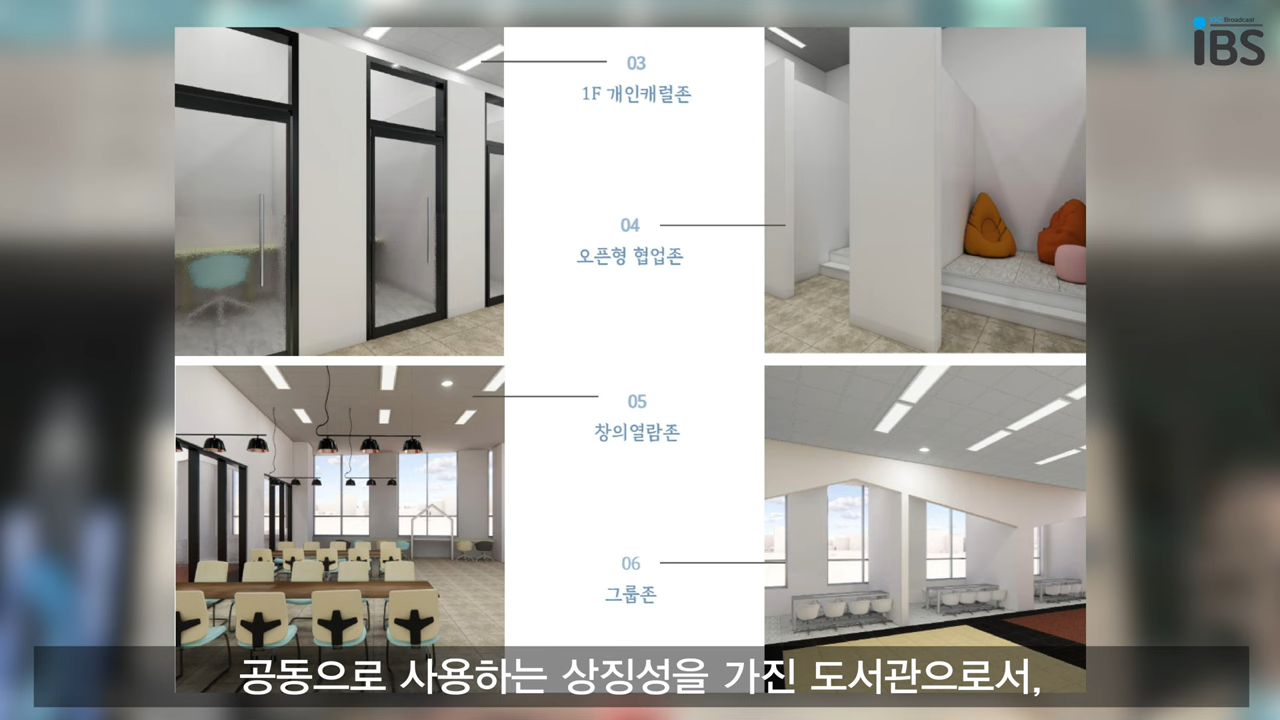 Broadcast
iBS
03
1F 개인캐럴존
04
오픈형 협업존
05
창의열람존
06
그룹존
공동으로 사용하는 상징성을 가진 도서관으로서,